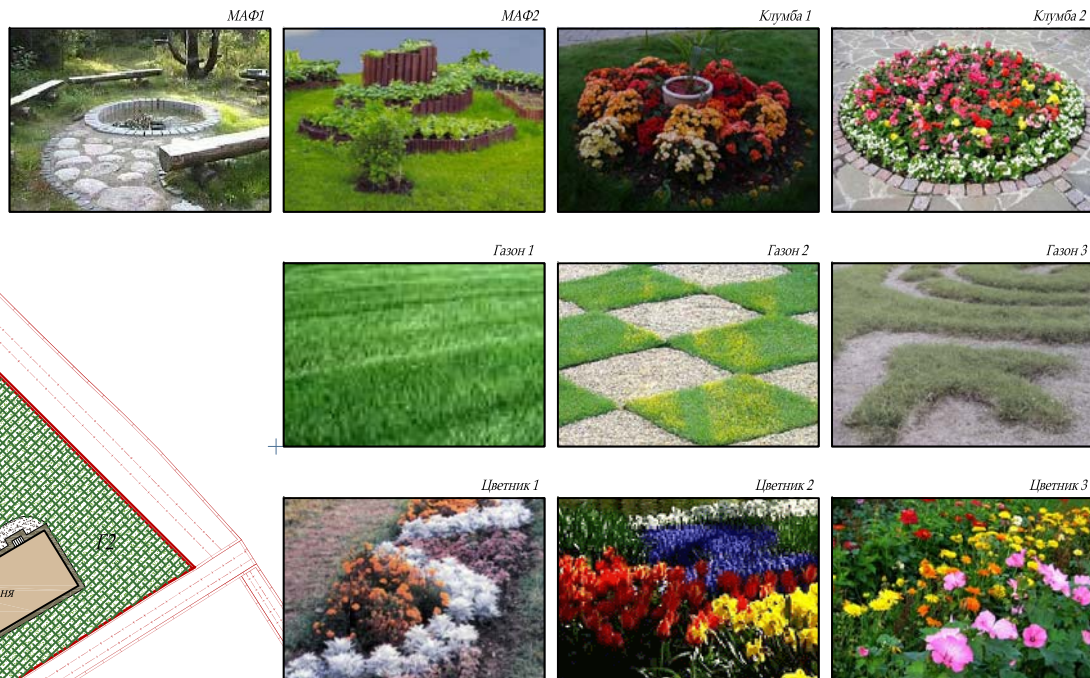 МАФ1
МАФ2
Клумба 1
Клумба 2
Газон 1
Газон 2
Газон 3
Цветник 1
Цветник 2
Цветник 3
Г2
ня